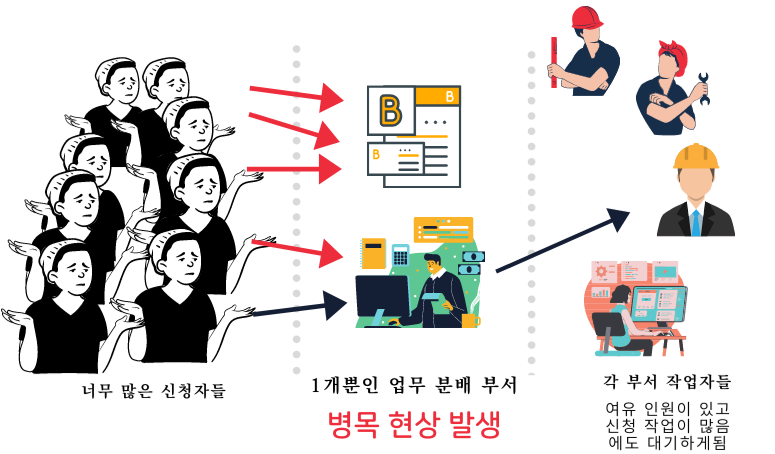 B
B
B
너무 많은 신청자들
1개뿐인 업무 분배 부서
병목 현상 발생
각 부서 작업자들
여유 인원이 있고
신청 작업이 많음
에도 대기하게됨